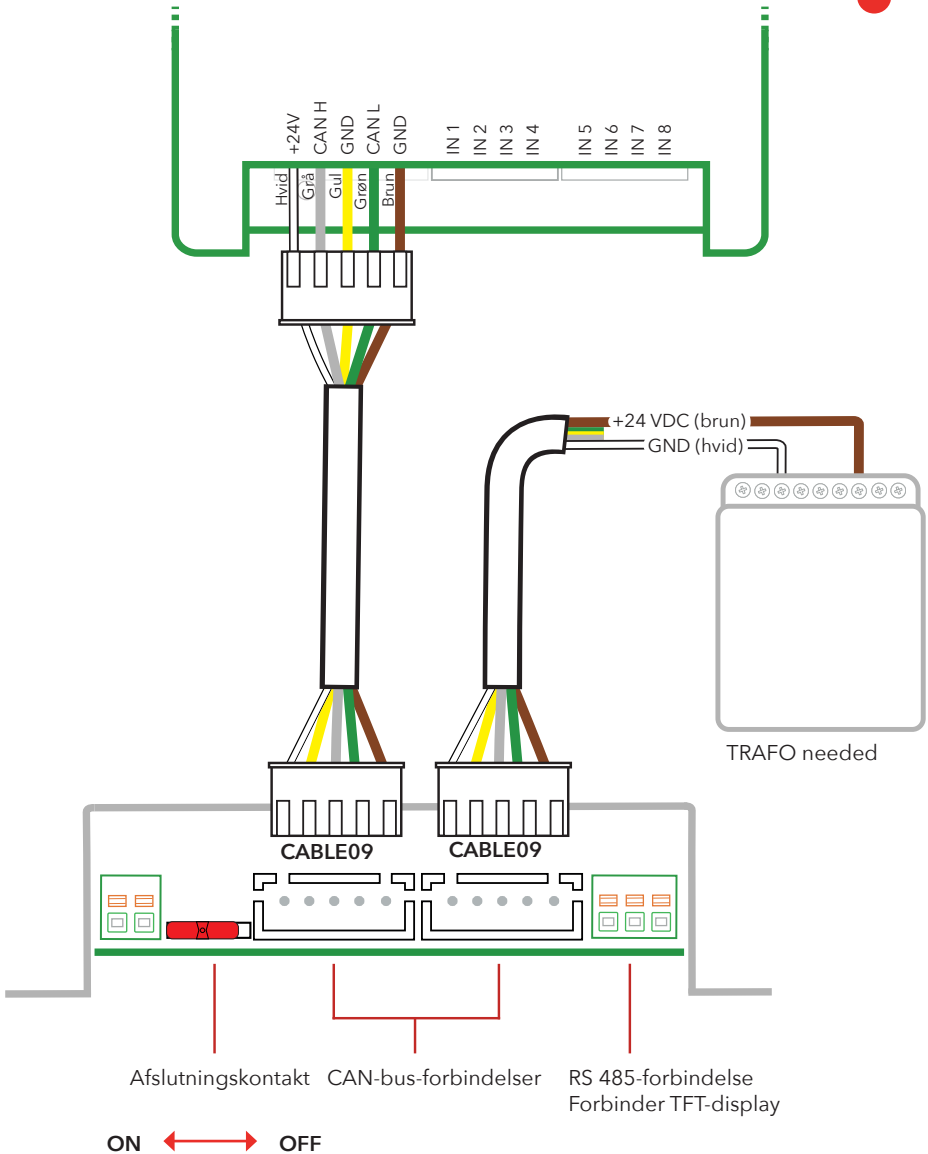 +24V
CAN H
GND
CAN L
GND
IN 1
IN 2
IN 3
IN 4
IN 5
IN 6
IN 7
IN 8
Hvid
Grå
Gul
Grøn
Brun
+24 VDC (brun)
GND (hvid)
TRAFO needed
CABLE09
CABLE09
Afslutningskontakt
CAN-bus-forbindelser
RS 485-forbindelse
Forbinder TFT-display
ON
OFF